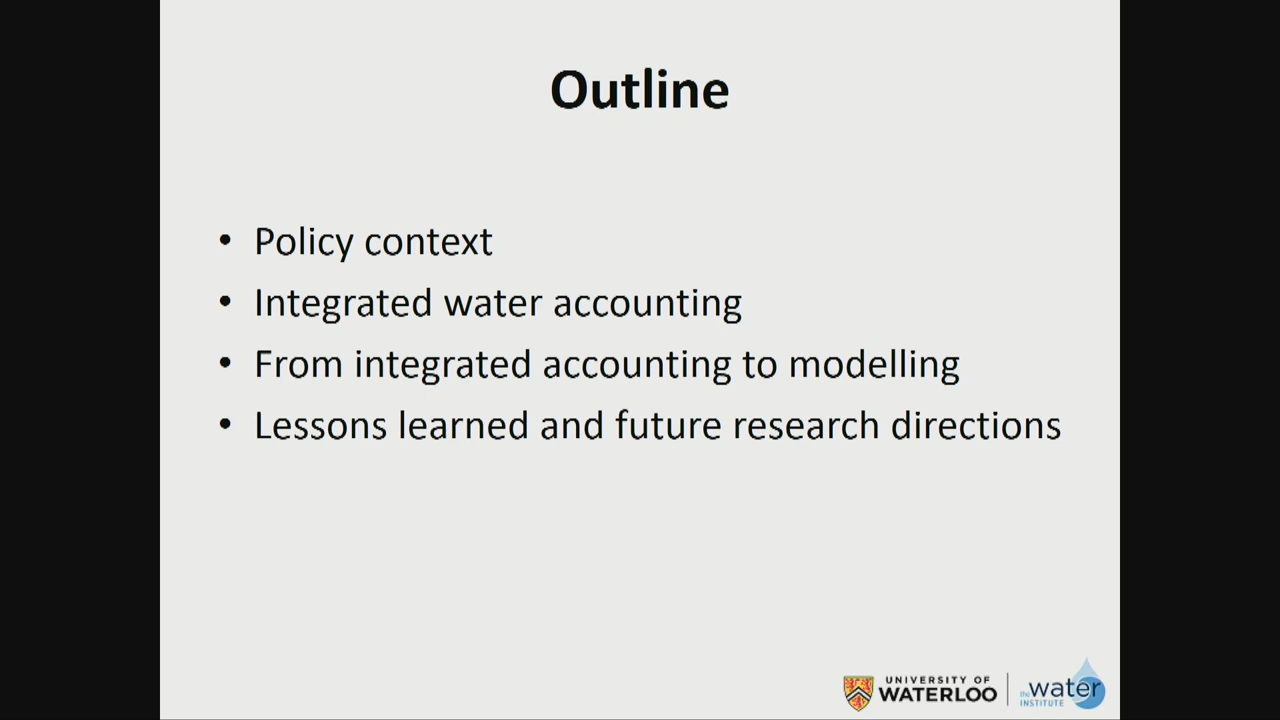 Outline
• Policy context
• Integrated water accounting
• From integrated accounting to modelling
• Lessons learned and future research directions
UNIVERSITY OF
WATERLOO
the water
INSTITUTE